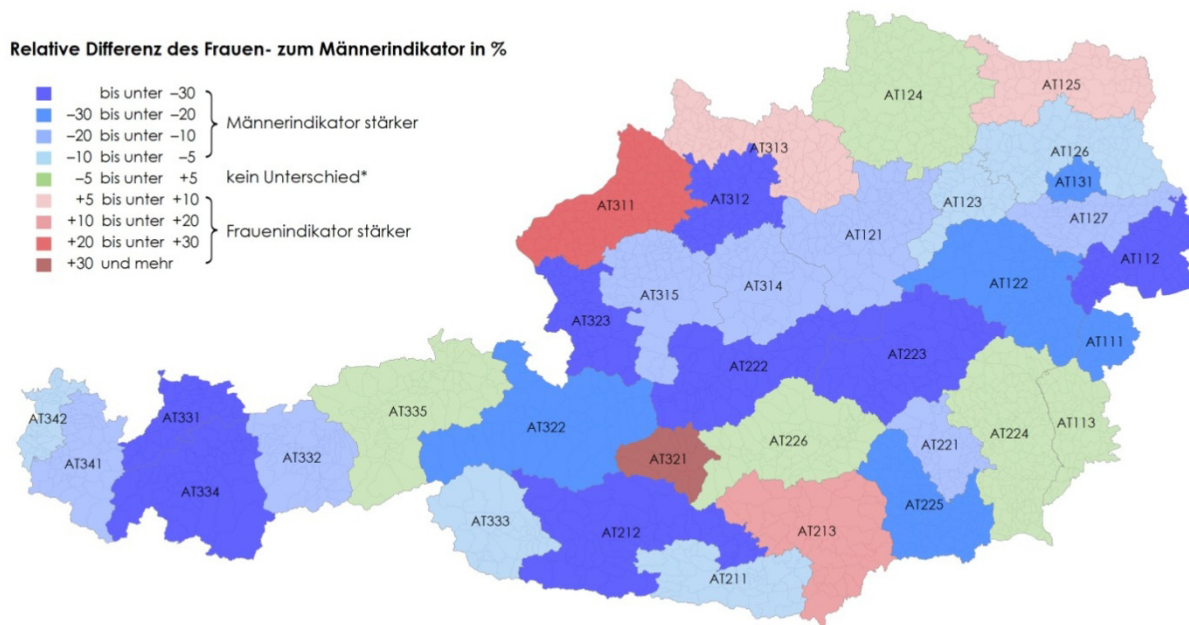 Relative Differenz des Frauen- zum Männerindikator in %
bis unter –30
–30 bis unter –20
–20 bis unter –10
–10 bis unter –5
–5 bis unter +5
+5 bis unter +10
+10 bis unter +20
+20 bis unter +30
+30 und mehr
Männerindikator stärker
kein Unterschied*
Frauenindikator stärker
AT124
AT125
AT313
AT126
AT131
AT312
AT311
AT123
AT127
AT121
AT112
AT122
AT314
AT315
AT323
AT111
AT223
AT222
AT331
AT335
AT342
AT322
AT113
AT224
AT226
AT221
AT332
AT321
AT341
AT334
AT225
AT333
AT212
AT213
AT211